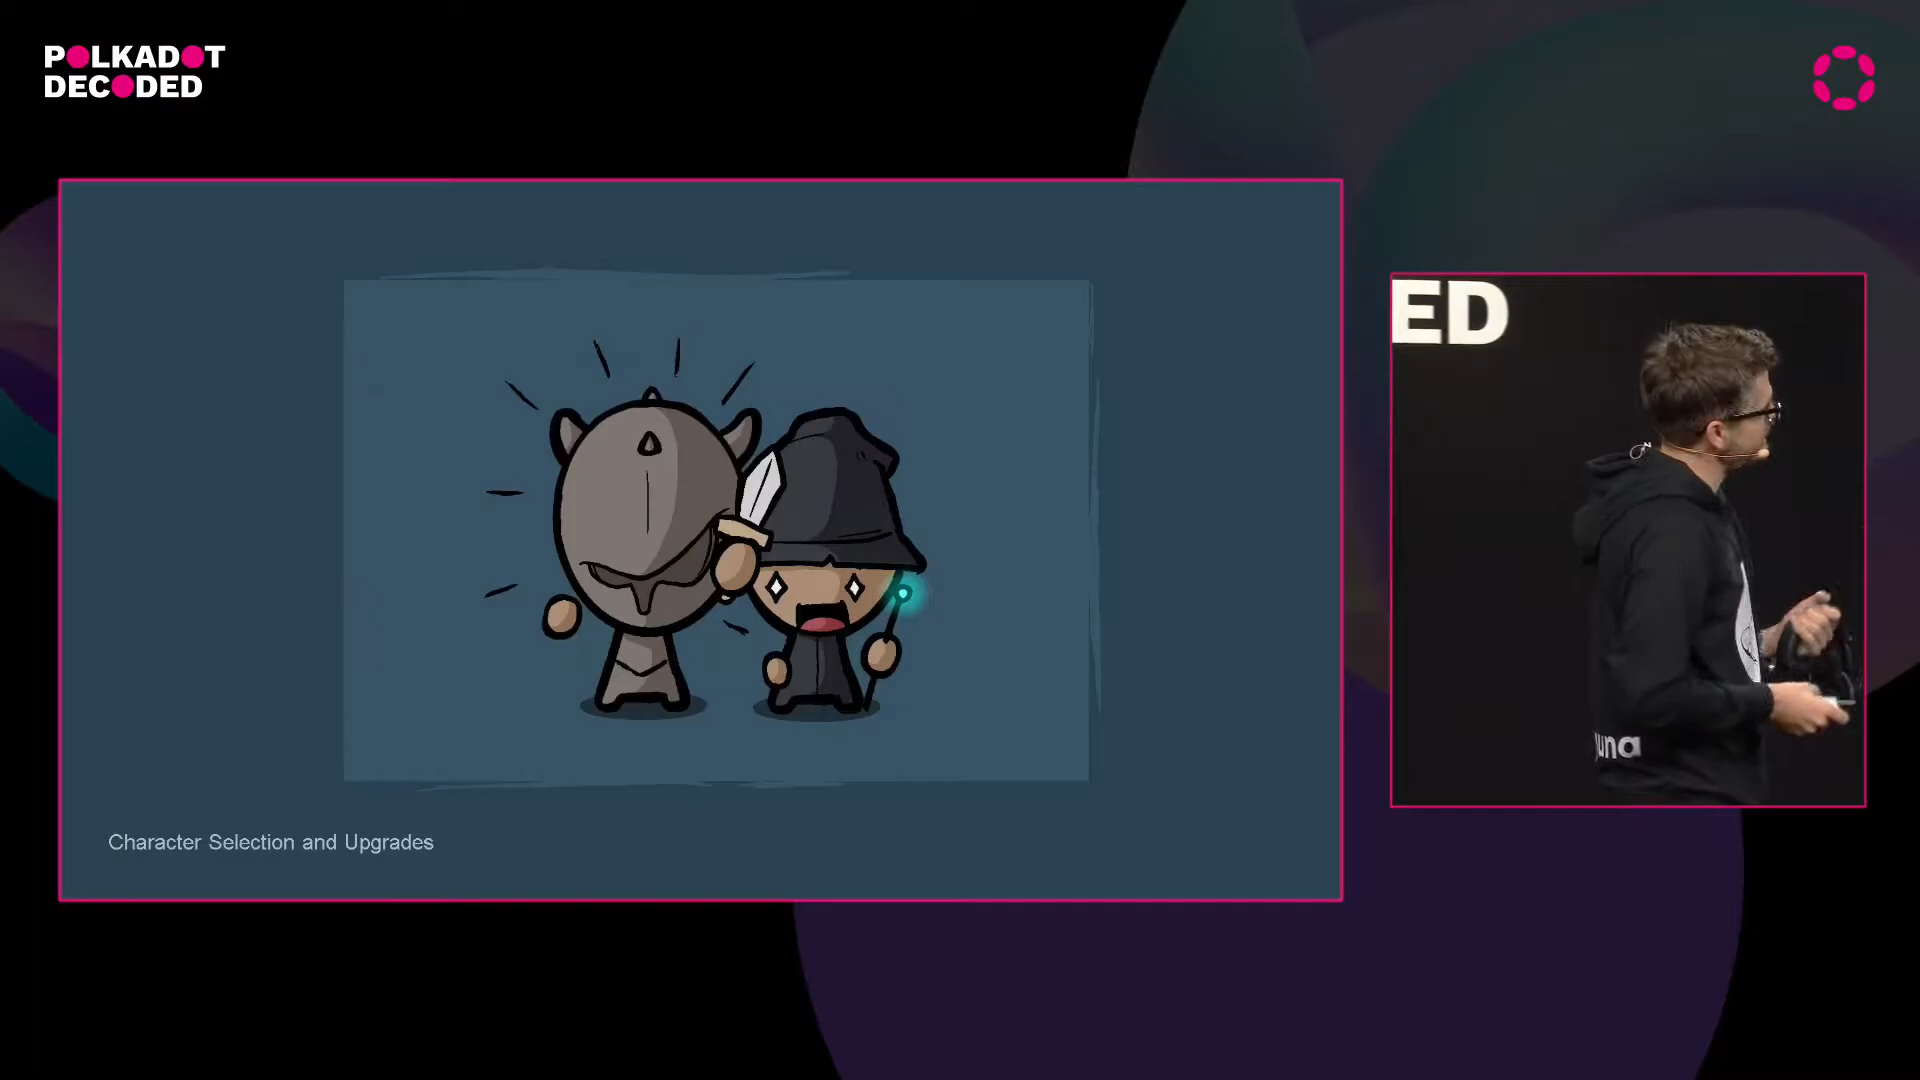 POLKADOT
DECODED
ED
una
Character Selection and Upgrades